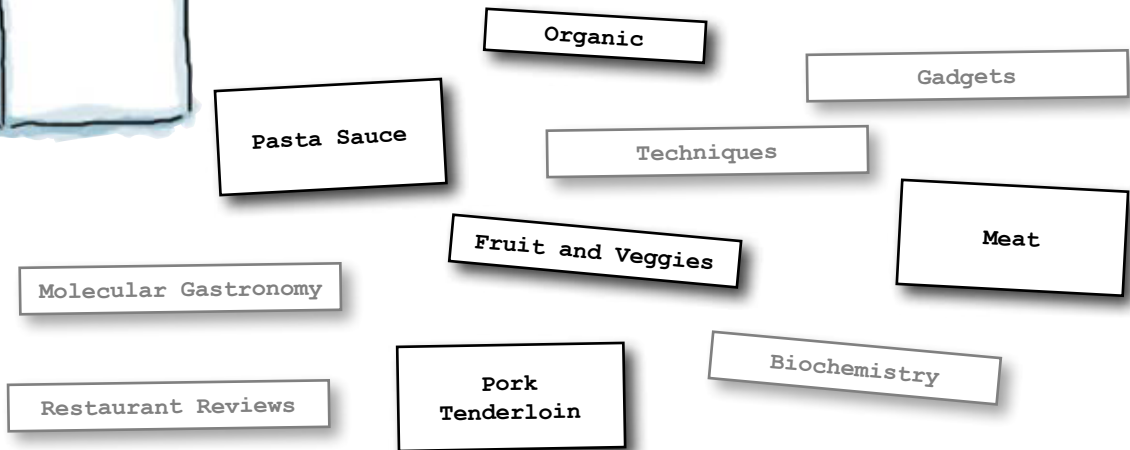 Organic
Gadgets
Pasta Sauce
Techniques
Meat
Fruit and Veggies
Molecular Gastronomy
Biochemistry
Pork
Tenderloin
Restaurant Reviews